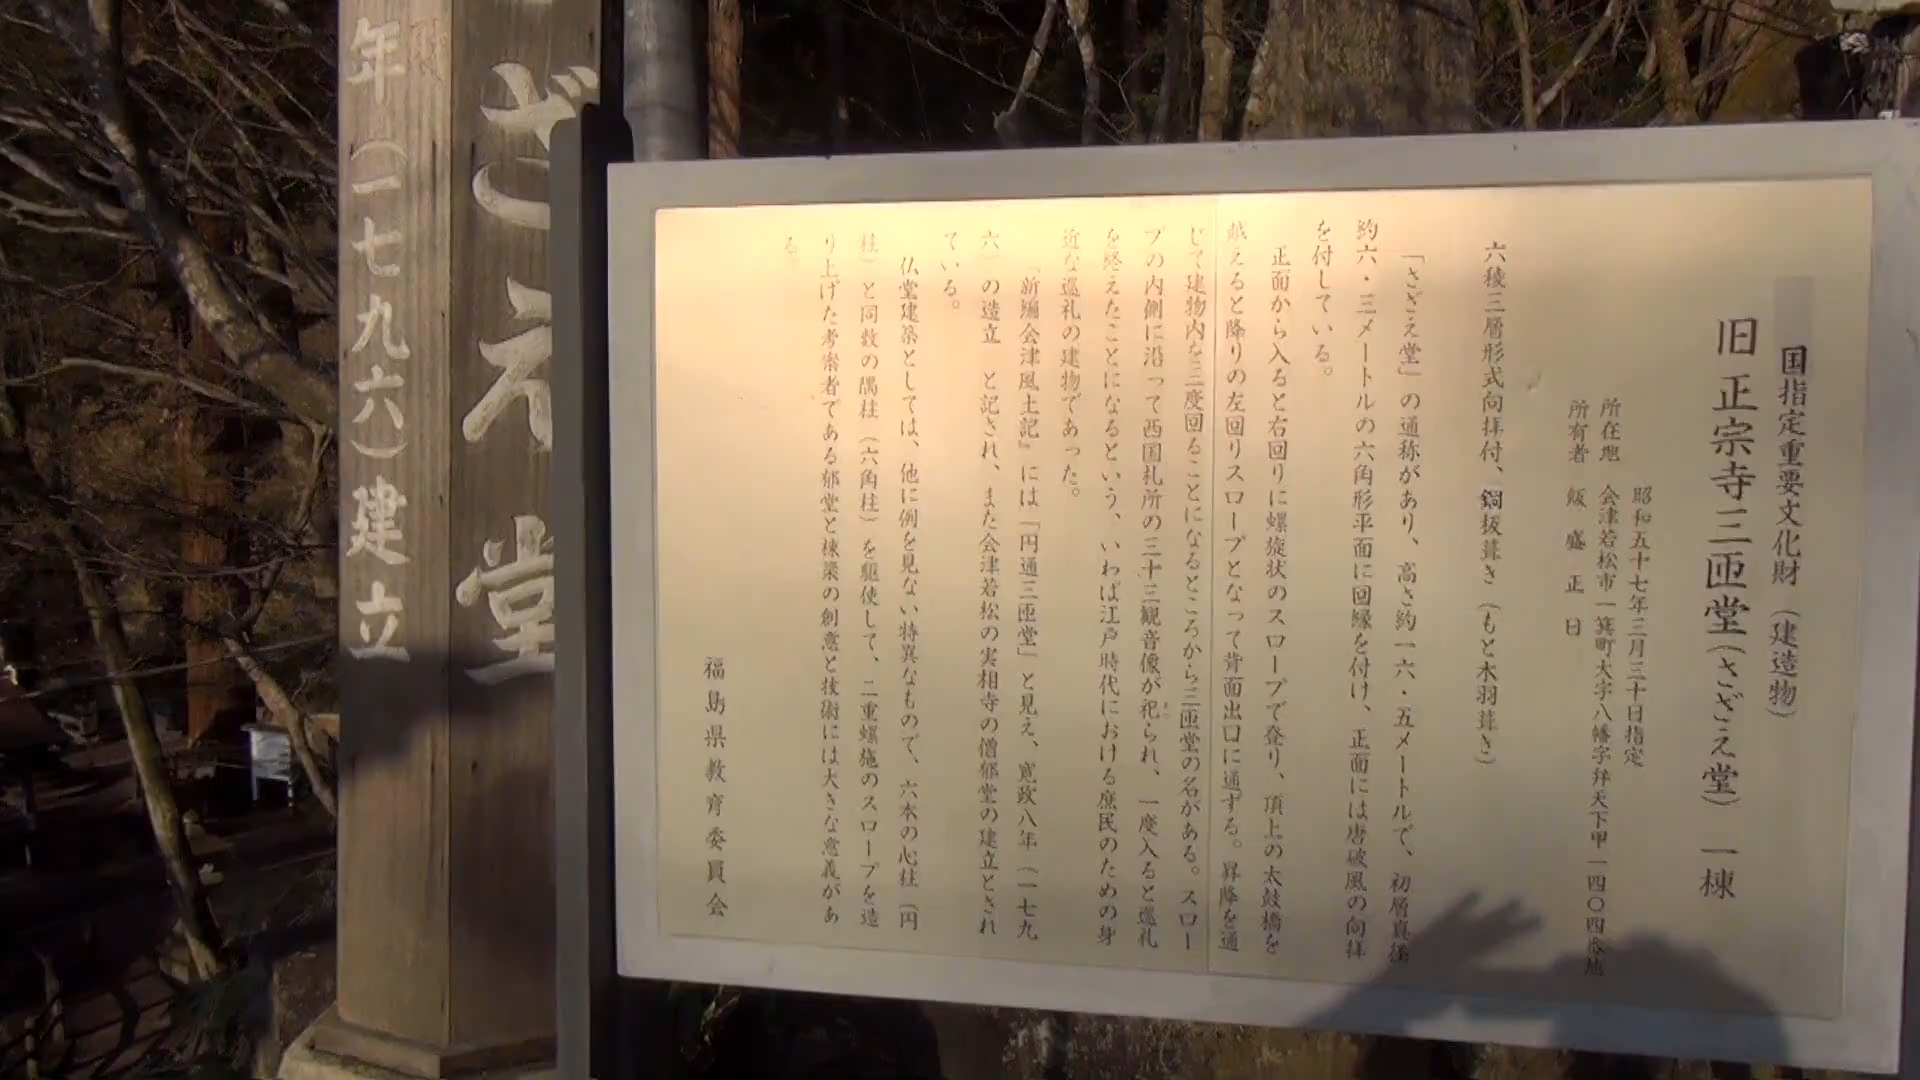 国指定重要文化財（建造物）
旧正宗寺三匝堂（さざえ堂）　一棟
昭和五十七年三月三十日指定
所在地　会津若松市一箕町大字八幡字弁天下甲一四〇四番地
所有者　飯盛正日
六稜三層形式向拝付、銅板葺き（もと木羽葺き）
「さざえ堂」の通称があり、高さ約一六・五メートルで、初層真径
約六・三メートルの六角形平面に回縁を付け、正面には唐破風の向拝
を付している。
正面から入ると右回りに螺旋状のスロープで登り、頂上の太鼓橋を
越えると降りの左回りスロープとなって背面出口に通ずる。昇降を通
じて建物内を三度回ることになるところから三匝堂の名がある。スロー
プの内側に沿って西国札所の三十三観音像が祀られ、一度入ると巡礼
を終えたことになるという、いわば江戸時代における庶民のための身
近な巡礼の建物であった。
『新編会津風土記』には「円通三匝堂」と見え、寛政八年（一七九
六）の造立　と記され、また会津若松の実相寺の僧郁堂の建立とされ
ている。
仏堂建築としては、他に例を見ない特異なもので、六本の心柱（円
柱）と同数の隅柱（六角柱）を駆使して、二重螺施のスロープを造
り上げた考案者である郁堂と棟梁の創意と技術には大きな意義があ
る。
福島県教育委員会
ざえ堂
年（一七九六）建立